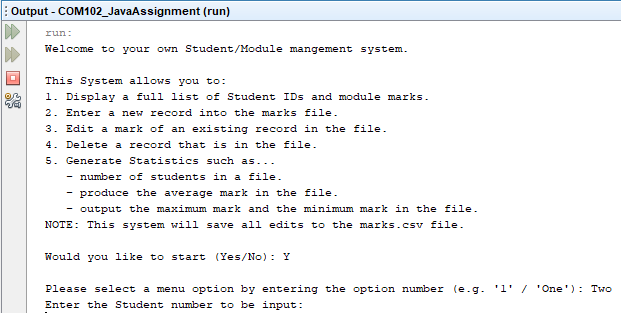 Output - COM102_JavaAssignment (run)
run:
Welcome to your own Student/Module mangement system.
This System allows you to:
1. Display a full list of Student IDs and module marks.
2. Enter a new record into the marks file.
3. Edit a mark of an existing record in the file.
4. Delete a record that is in the file.
5. Generate Statistics such as...
- number of students in a file.
- produce the average mark in the file.
- output the maximum mark and the minimum mark in the file.
NOTE: This system will save all edits to the marks.csv file.
Would you like to start (Yes/No): Y
Please select a menu option by entering the option number (e.g. '1' / 'One'): Two
Enter the Student number to be input: